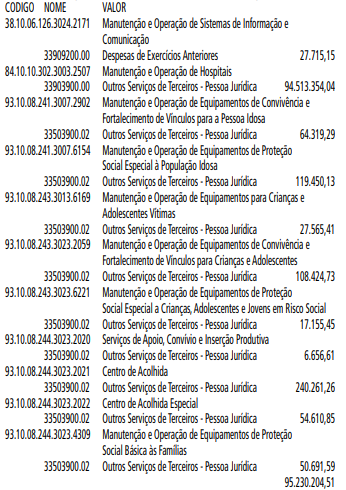 CODIGO NOME VALOR
38.10.06.126.3024.2171 Manutenção e Operação de Sistemas de Informação e
Comunicação
33909200.00 Despesas de Exercícios Anteriores 27.715,15
84.10.10.302.3003.2507 Manutenção e Operação de Hospitais
33903900.00 Outros Serviços de Terceiros - Pessoa Jurídica 94.513.354,04
93.10.08.241.3007.2902 Manutenção e Operação de Equipamentos de Convivência e
Fortalecimento de Vínculos para a Pessoa Idosa
33503900.02 Outros Serviços de Terceiros - Pessoa Jurídica 64.319,29
93.10.08.241.3007.6154 Manutenção e Operação de Equipamentos de Proteção
Social Especial à População Idosa
33503900.02 Outros Serviços de Terceiros - Pessoa Jurídica 119.450,13
93.10.08.243.3013.6169 Manutenção e Operação de Equipamentos para Crianças e
Adolescentes Vítimas
33503900.02 Outros Serviços de Terceiros - Pessoa Jurídica 27.565,41
93.10.08.243.3023.2059 Manutenção e Operação de Equipamentos de Convivência e
Fortalecimento de Vínculos para Crianças e Adolescentes
33503900.02 Outros Serviços de Terceiros - Pessoa Jurídica 108.424,73
93.10.08.243.3023.6221 Manutenção e Operação de Equipamentos de Proteção
Social Especial a Crianças, Adolescentes e Jovens em Risco Social
33503900.02 Outros Serviços de Terceiros - Pessoa Jurídica 17.155,45
93.10.08.244.3023.2020 Serviços de Apoio, Convívio e Inserção Produtiva
33503900.02 Outros Serviços de Terceiros - Pessoa Jurídica 6.656,61
93.10.08.244.3023.2021 Centro de Acolhida
33503900.02 Outros Serviços de Terceiros - Pessoa Jurídica 240.261,26
93.10.08.244.3023.2022 Centro de Acolhida Especial
33503900.02 Outros Serviços de Terceiros - Pessoa Jurídica 54.610,85
93.10.08.244.3023.4309 Manutenção e Operação de Equipamentos de Proteção
Social Básica às Famílias
33503900.02 Outros Serviços de Terceiros - Pessoa Jurídica 50.691,59
95.230.204,51